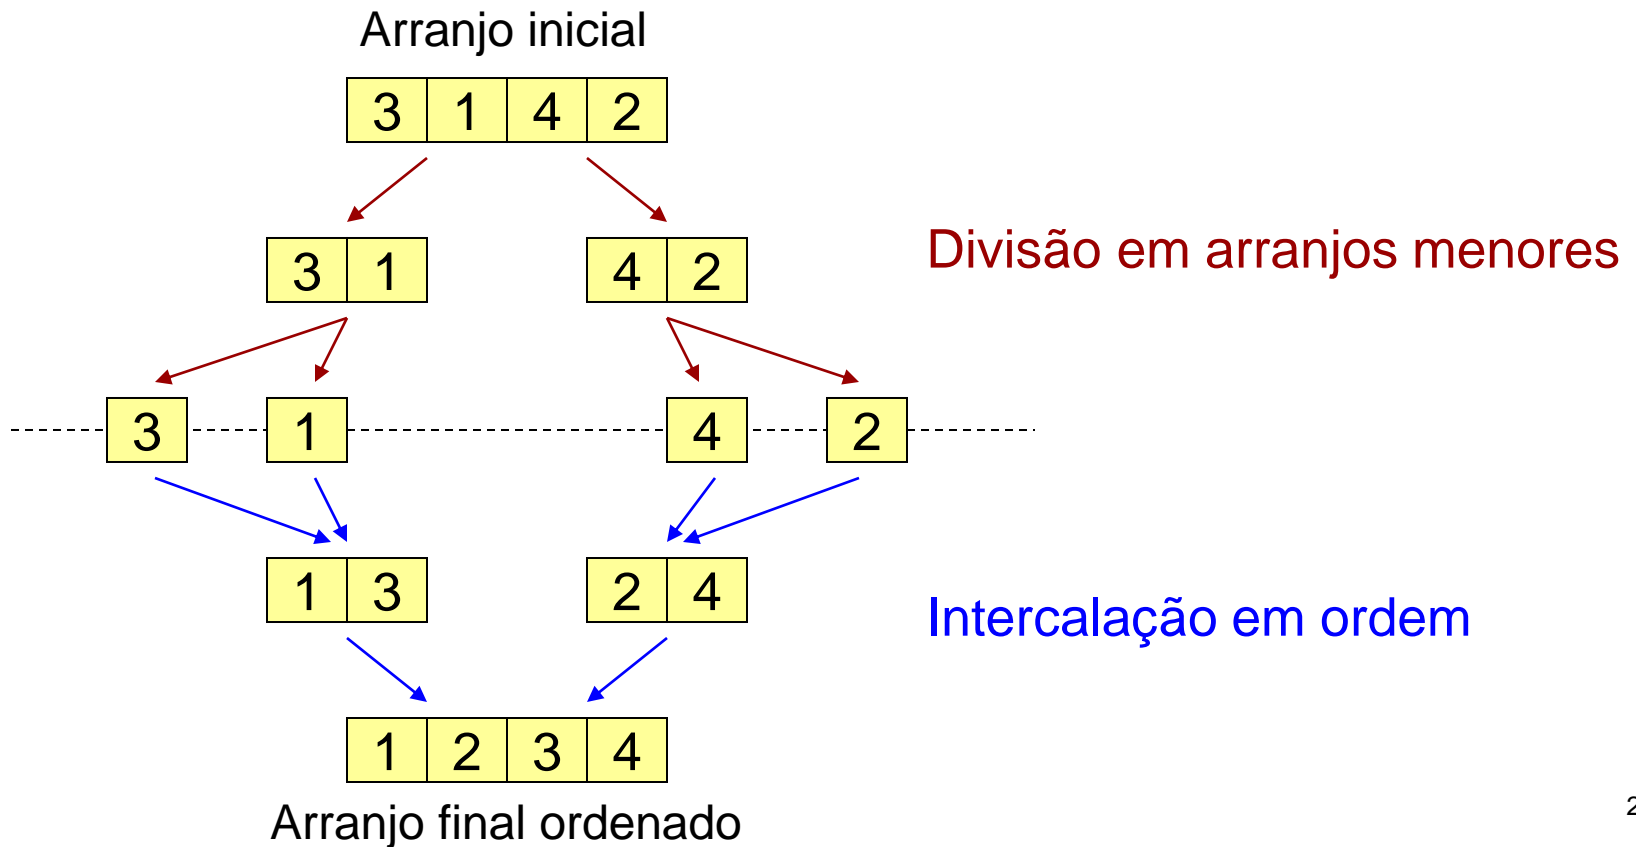 Arranjo inicial
3 1 4 2
3 1 4 2
Divisão em arranjos menores
3 1 4 2
1 3 2 4
Intercalação em ordem
1 2 3 4
Arranjo final ordenado
2